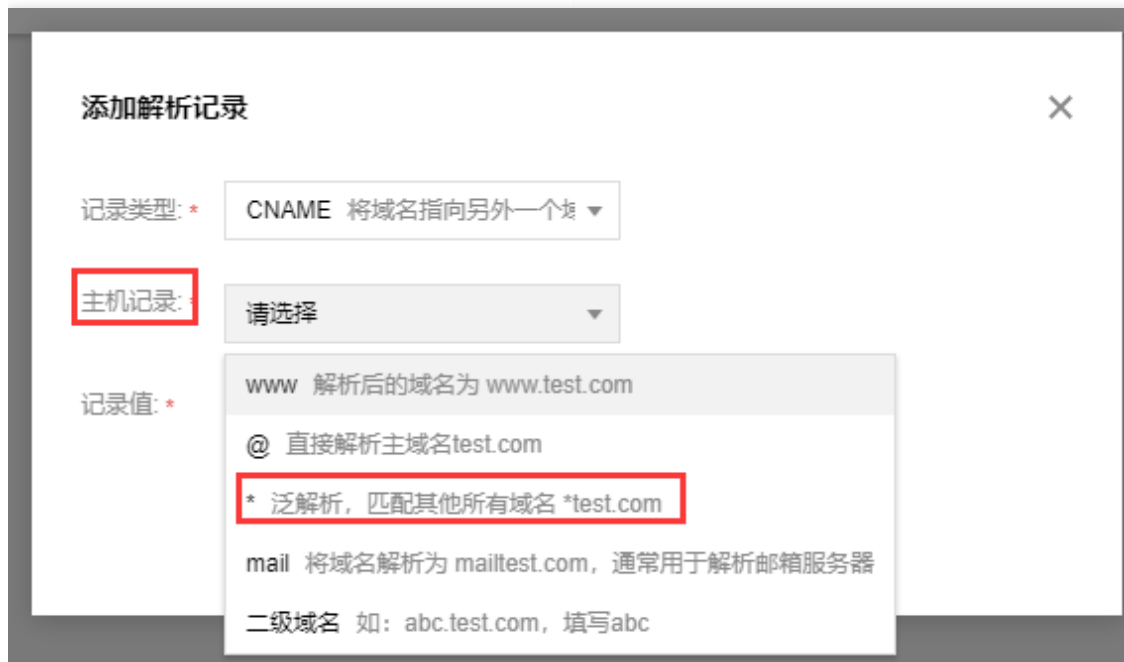 添加解析记录
记录类型: * CNAME 将域名指向另外一个
主机记录: * 请选择
www 解析后的域名为 www.test.com
记录值: *
@ 直接解析主域名test.com
* 泛解析，匹配其他所有域名 *test.com
mail 将域名解析为 mailtest.com，通常用于解析邮箱服务器
二级域名 如：abc.test.com，填写abc